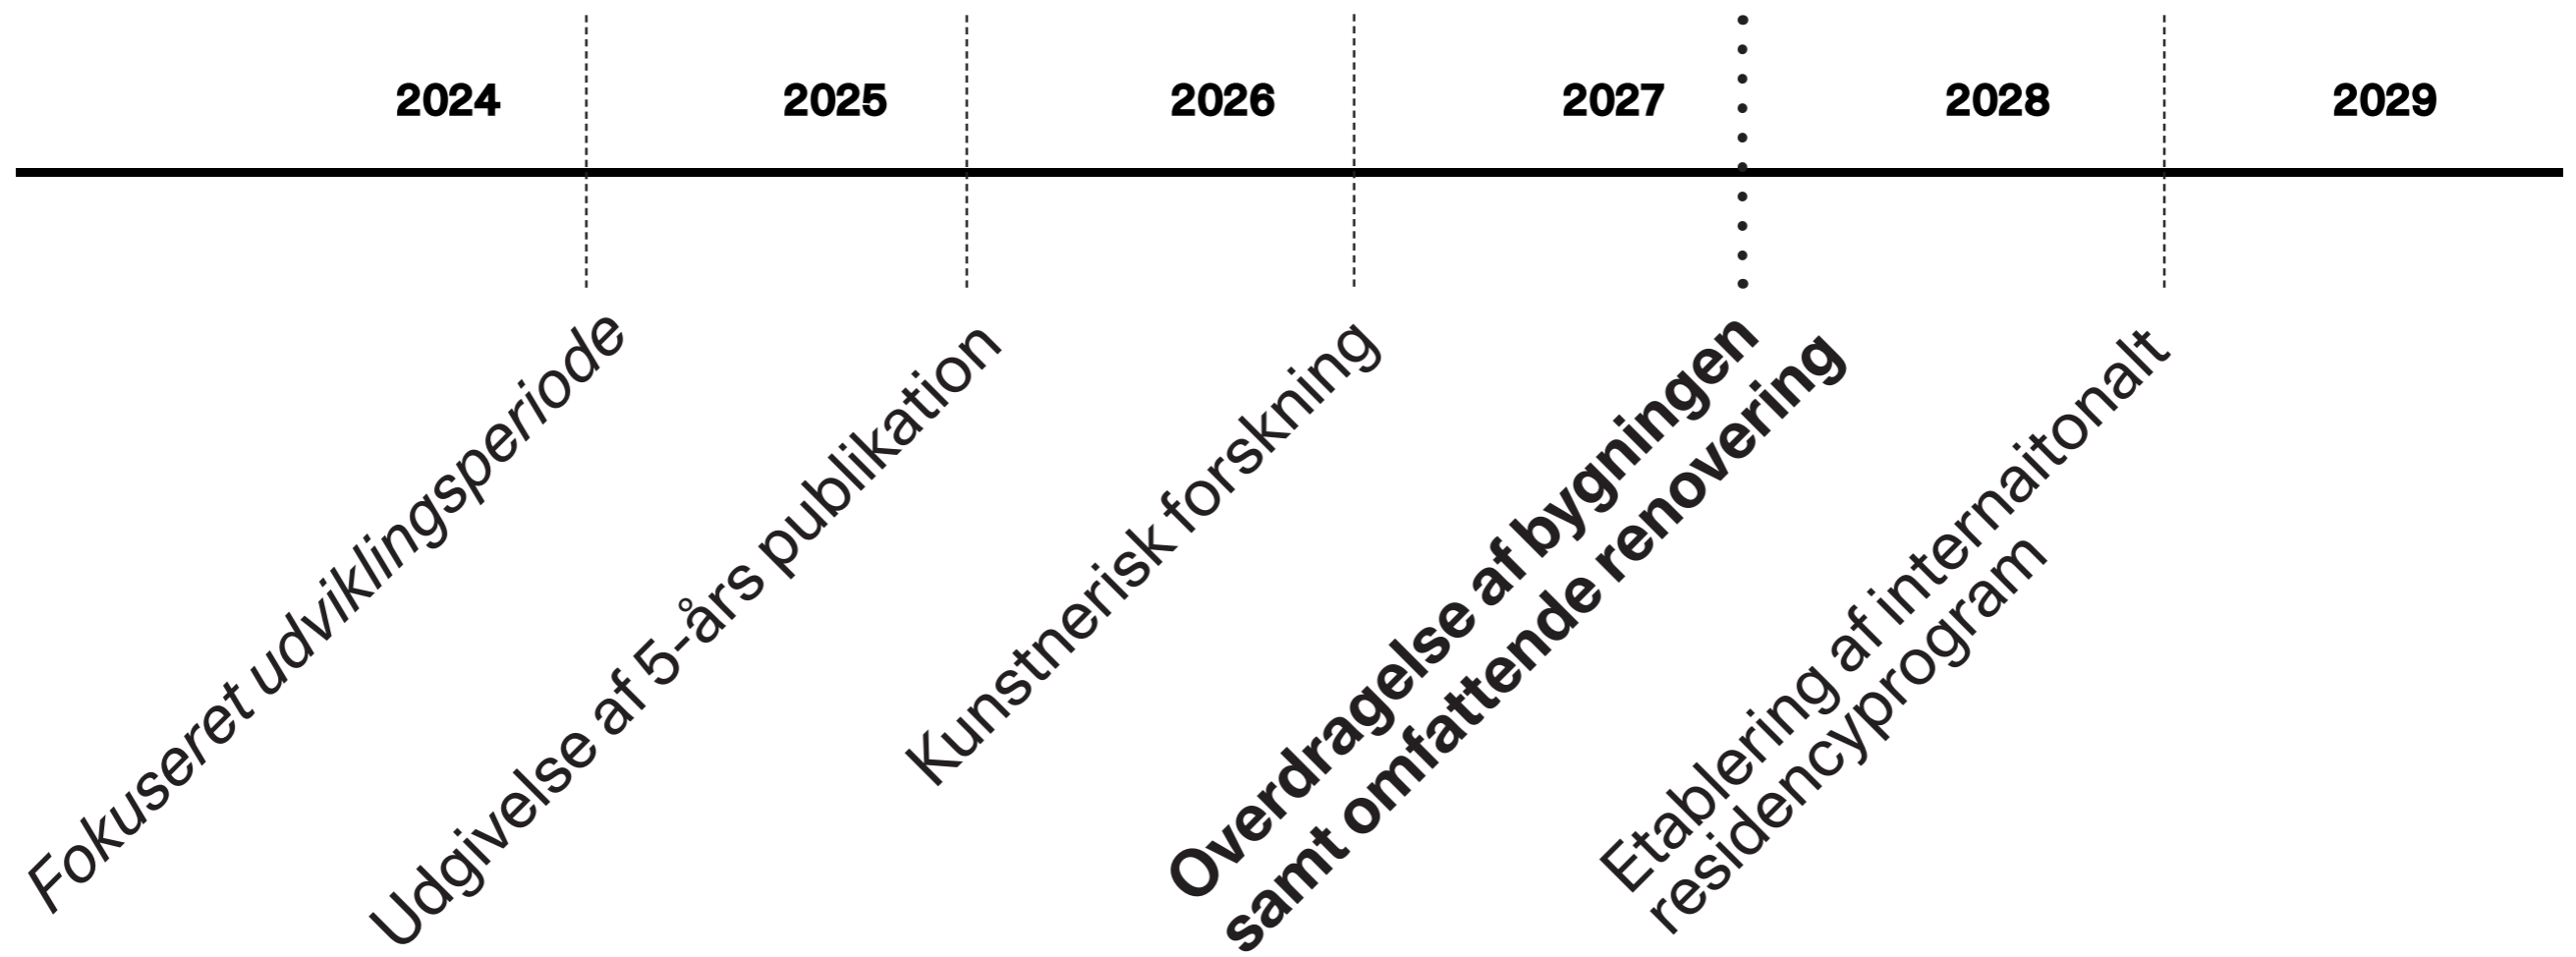 2024
2025
2026
2027
2028
2029
Fokuseret udviklingsperiode
Udgivelse af 5-års publikation
Kunstnerisk forskning
Overdragelse af bygningen
samt omfattende renovering
Etablering af internaitonalt
residencyprogram